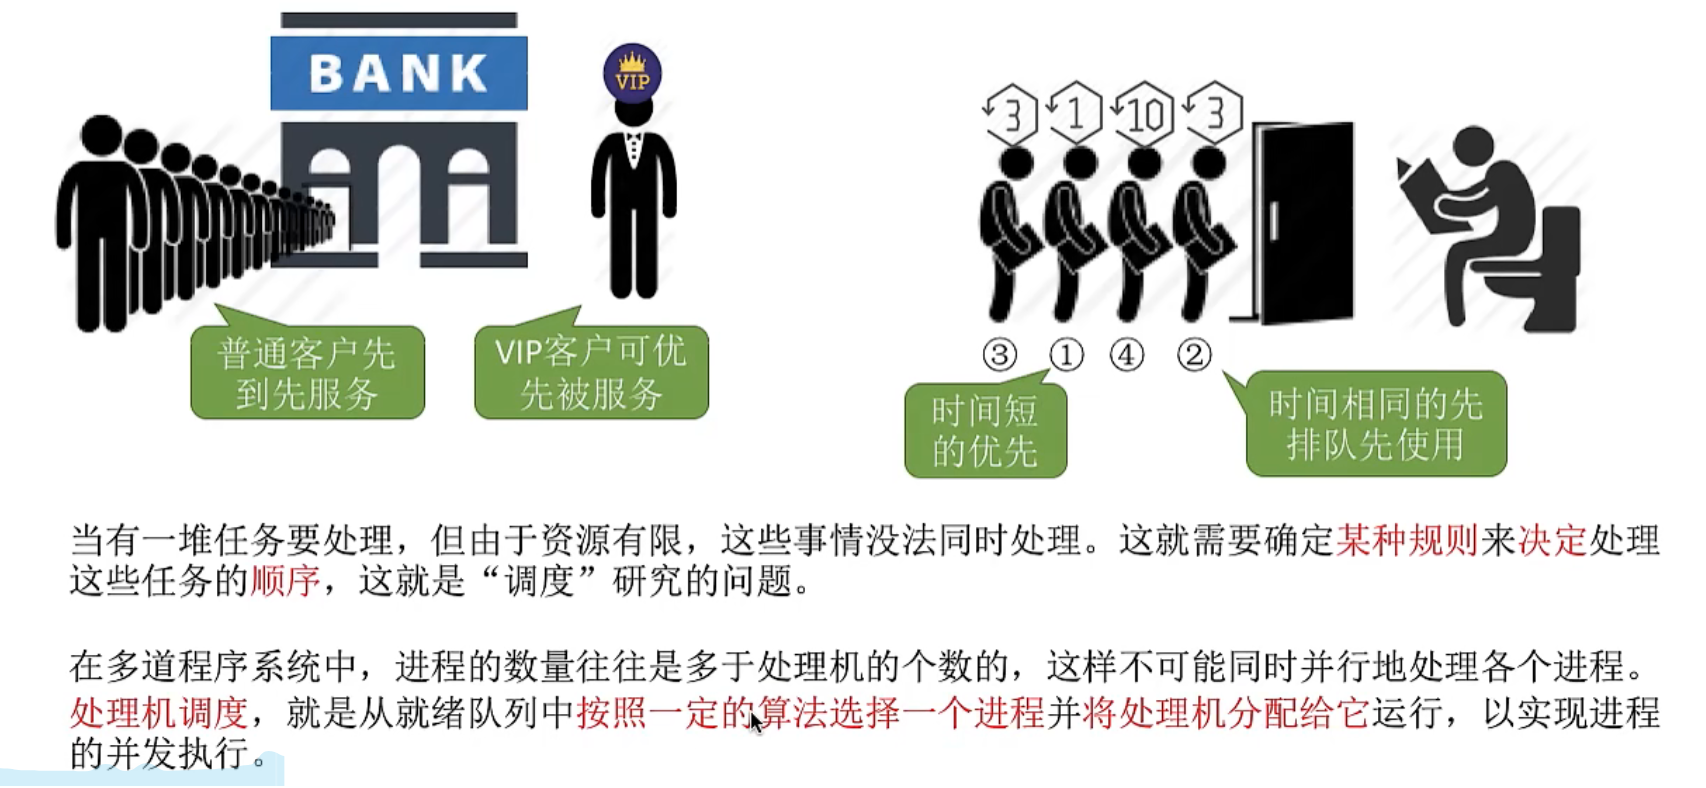 BANK
VIP
3 1 10 3
普通客户先
到先服务
VIP客户可优
先被服务
③ ① ④ ②
时间短
的优先
时间相同的先
排队先使用
当有一堆任务要处理，但由于资源有限，这些事情没法同时处理。这就需要确定某种规则来决定处理
这些任务的顺序，这就是“调度”研究的问题。
在多道程序系统中，进程的数量往往是多于处理机的个数的，这样不可能同时并行地处理各个进程。
处理机调度，就是从就绪队列中按照一定的算法选择一个进程并将处理机分配给它运行，以实现进程
的并发执行。